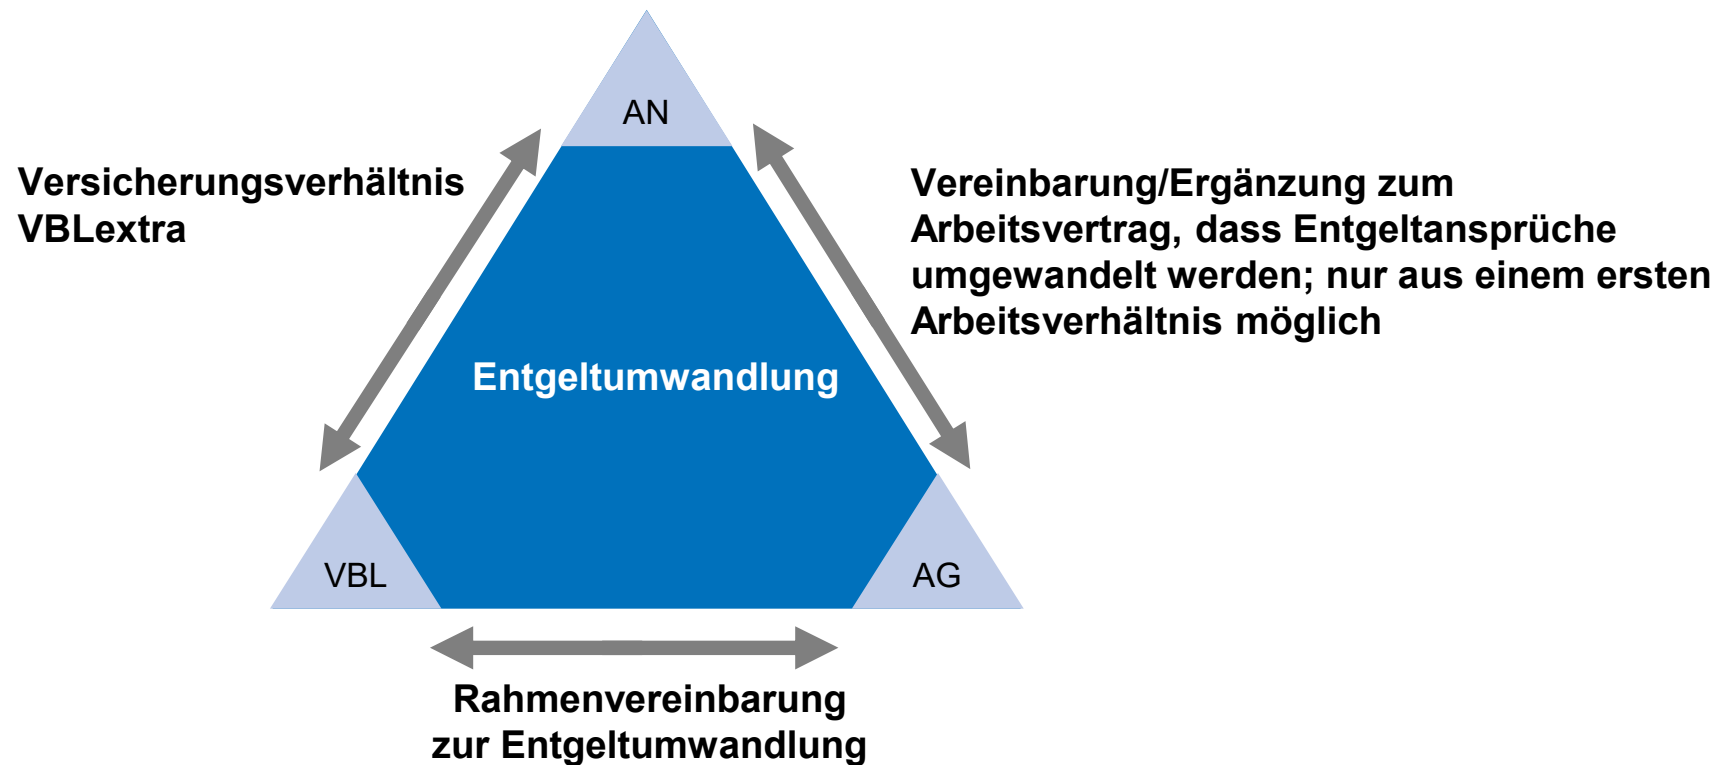 AN
Versicherungsverhältnis
VBLextra
Vereinbarung/Ergänzung zum
Arbeitsvertrag, dass Entgeltansprüche
umgewandelt werden; nur aus einem ersten
Arbeitsverhältnis möglich
Entgeltumwandlung
VBL
AG
Rahmenvereinbarung
zur Entgeltumwandlung